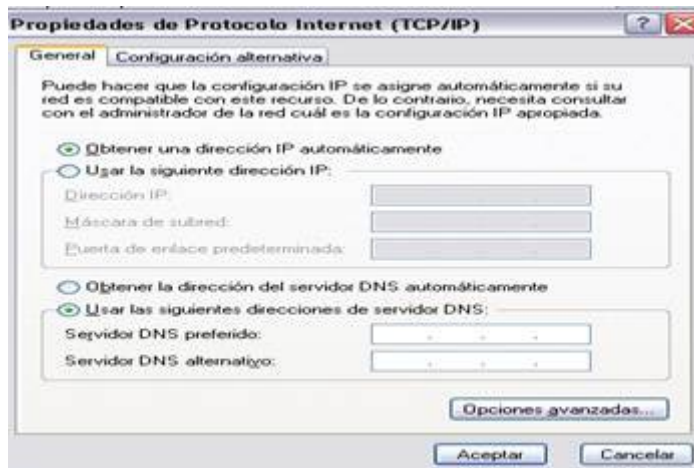 Propiedades de Protocolo Internet (TCP/IP)
General
Configuración alternativa
Puede hacer que la configuración IP se asigne automáticamente si su
red es compatible con este recurso. De lo contrario, necesita consultar
con el administrador de la red cuál es la configuración IP apropiada.
Obtener una dirección IP automáticamente
Usar la siguiente dirección IP:
Dirección IP:
Máscara de subred:
Puerta de enlace predeterminada:
Obtener la dirección del servidor DNS automáticamente
Usar las siguientes direcciones de servidor DNS:
Servidor DNS preferido:
Servidor DNS alternativo:
Opciones avanzadas...
Aceptar
Cancelar